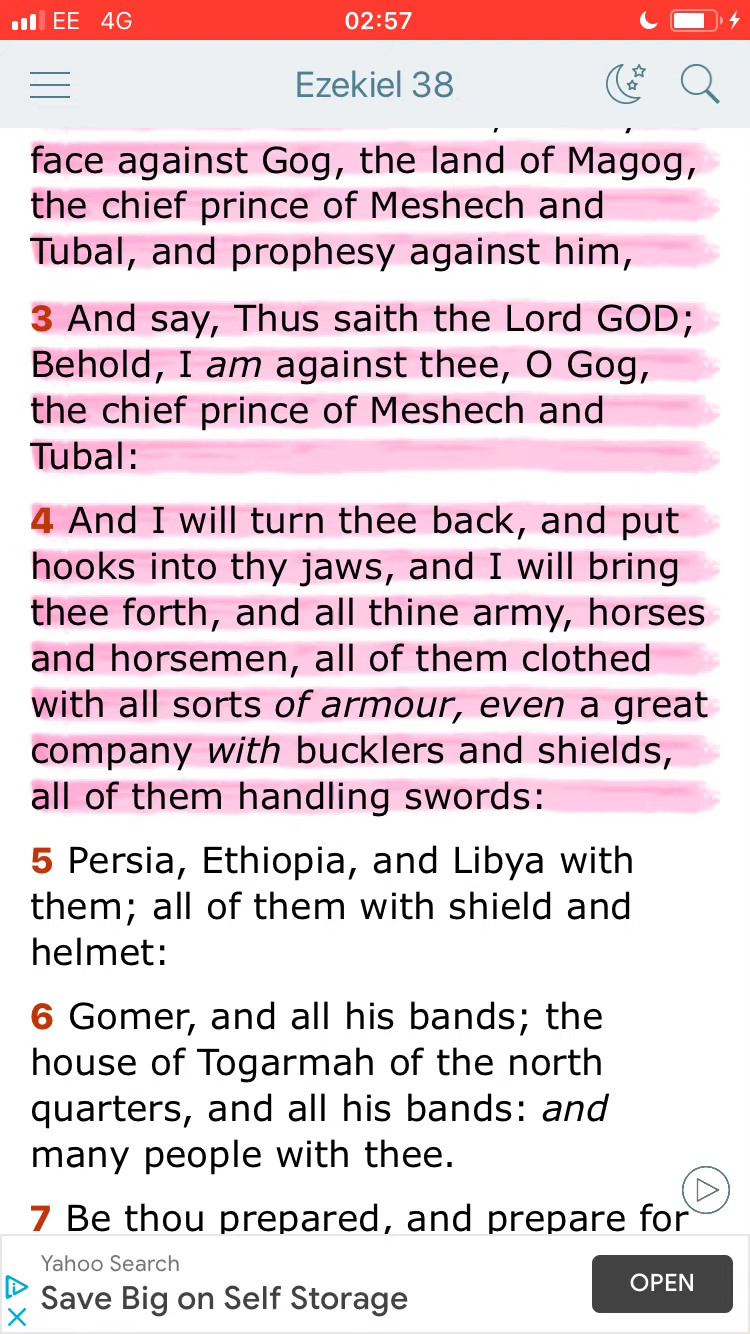 EE 4G 02:57
Ezekiel 38
face against Gog, the land of Magog,
the chief prince of Meshech and
Tubal, and prophesy against him,
3 And say, Thus saith the Lord GOD;
Behold, I am against thee, O Gog,
the chief prince of Meshech and
Tubal:
4 And I will turn thee back, and put
hooks into thy jaws, and I will bring
thee forth, and all thine army, horses
and horsemen, all of them clothed
with all sorts of armour, even a great
company with bucklers and shields,
all of them handling swords:
5 Persia, Ethiopia, and Libya with
them; all of them with shield and
helmet:
6 Gomer, and all his bands; the
house of Togarmah of the north
quarters, and all his bands: and
many people with thee.
7 Be thou prepared, and prepare for
Yahoo Search
Save Big on Self Storage
OPEN